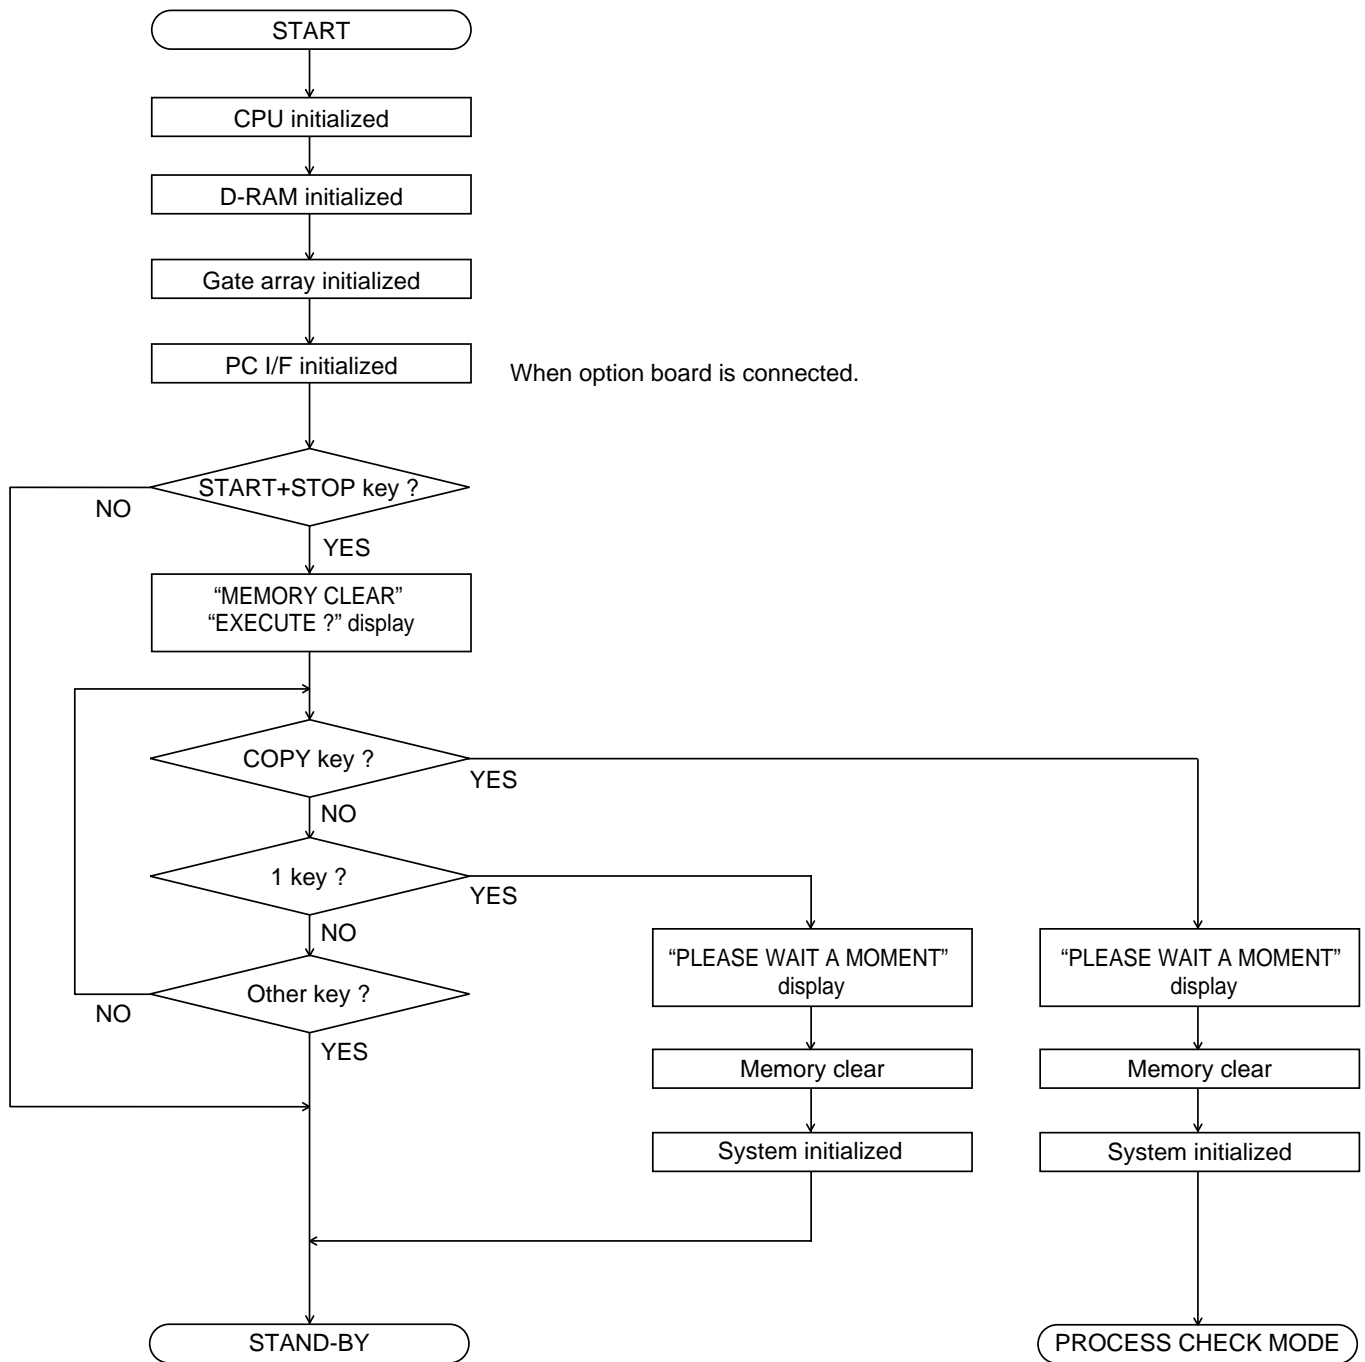 START
CPU initialized
D-RAM initialized
Gate array initialized
PC I/F initialized
When option board is connected.
START+STOP key ?
NO
YES
“MEMORY CLEAR”
“EXECUTE ?” display
COPY key ?
YES
NO
1 key ?
YES
NO
“PLEASE WAIT A MOMENT”
display
“PLEASE WAIT A MOMENT”
display
Other key ?
NO
YES
Memory clear
Memory clear
System initialized
System initialized
STAND-BY
PROCESS CHECK MODE